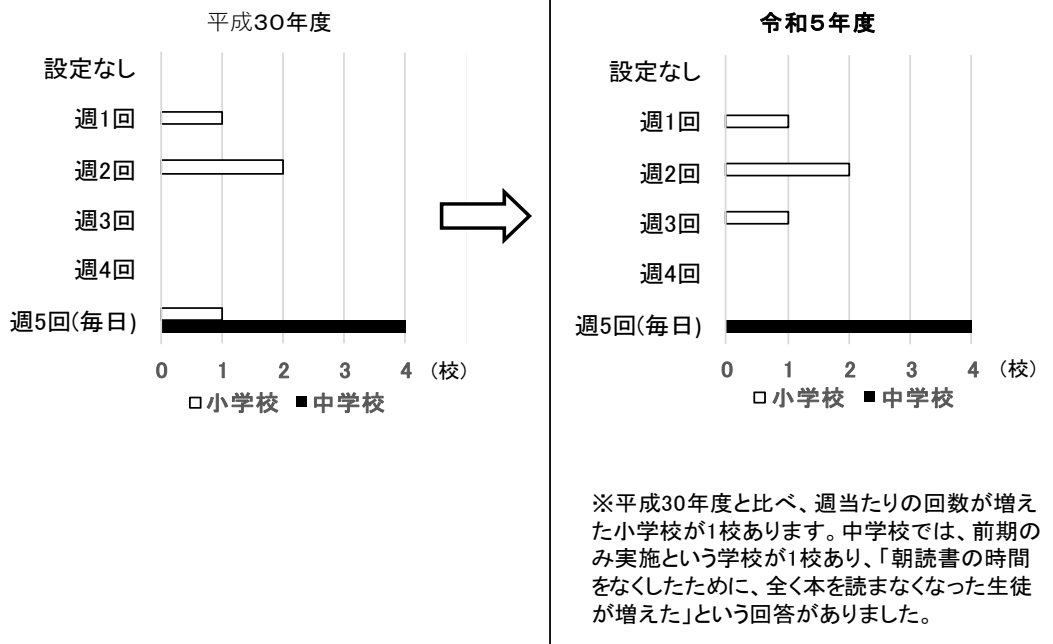 平成30年度
設定なし
週1回
週2回
週3回
週4回
週5回(毎日)
0 1 2 3 4 (校)
□小学校 ■中学校
令和5年度
設定なし
週1回
週2回
週3回
週4回
週5回(毎日)
0 1 2 3 4 (校)
□小学校 ■中学校
※平成30年度と比べ、週当たりの回数が増え
た小学校が1校あります。中学校では、前期の
み実施という学校が1校あり、「朝読書の時間
をなくしたために、全く本を読まなくなった生徒
が増えた」という回答がありました。